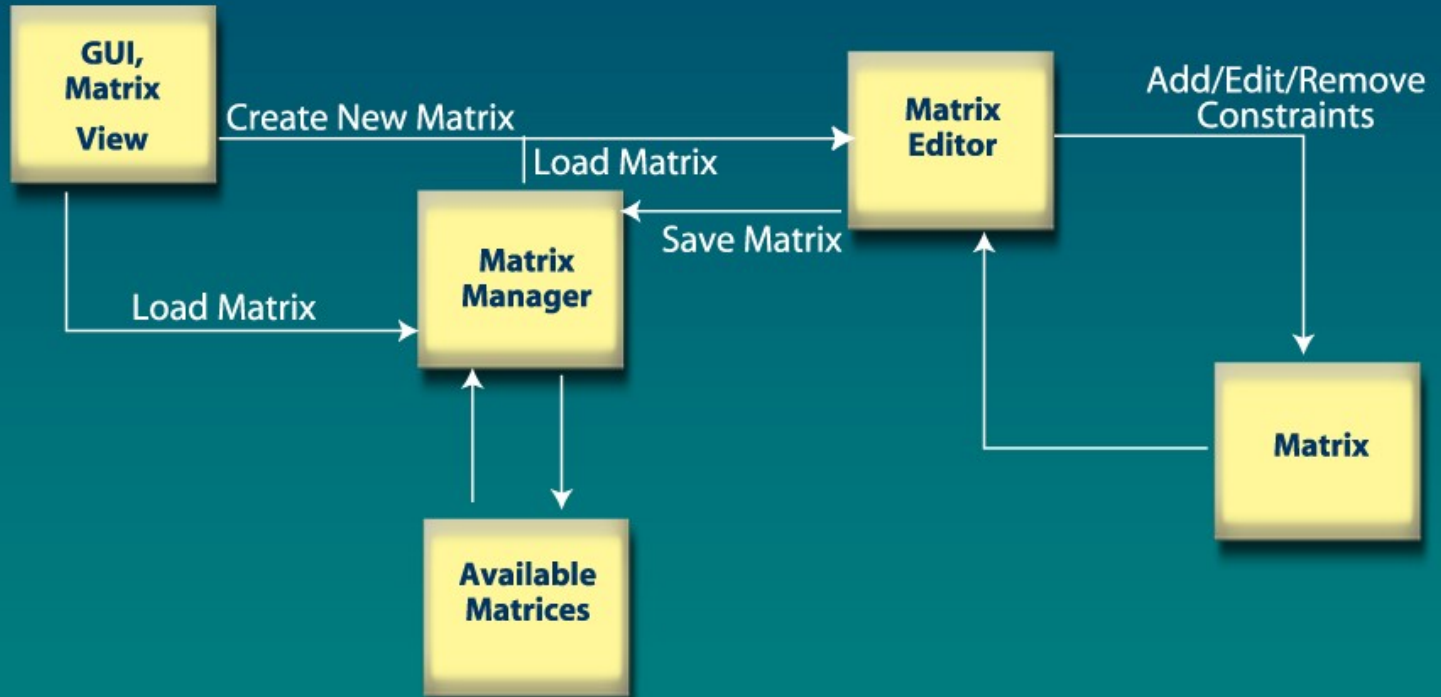 GUI,
Matrix
View
Create New Matrix
Load Matrix
Matrix
Editor
Add/Edit/Remove
Constraints
Save Matrix
Matrix
Manager
Load Matrix
Matrix
Available
Matrices